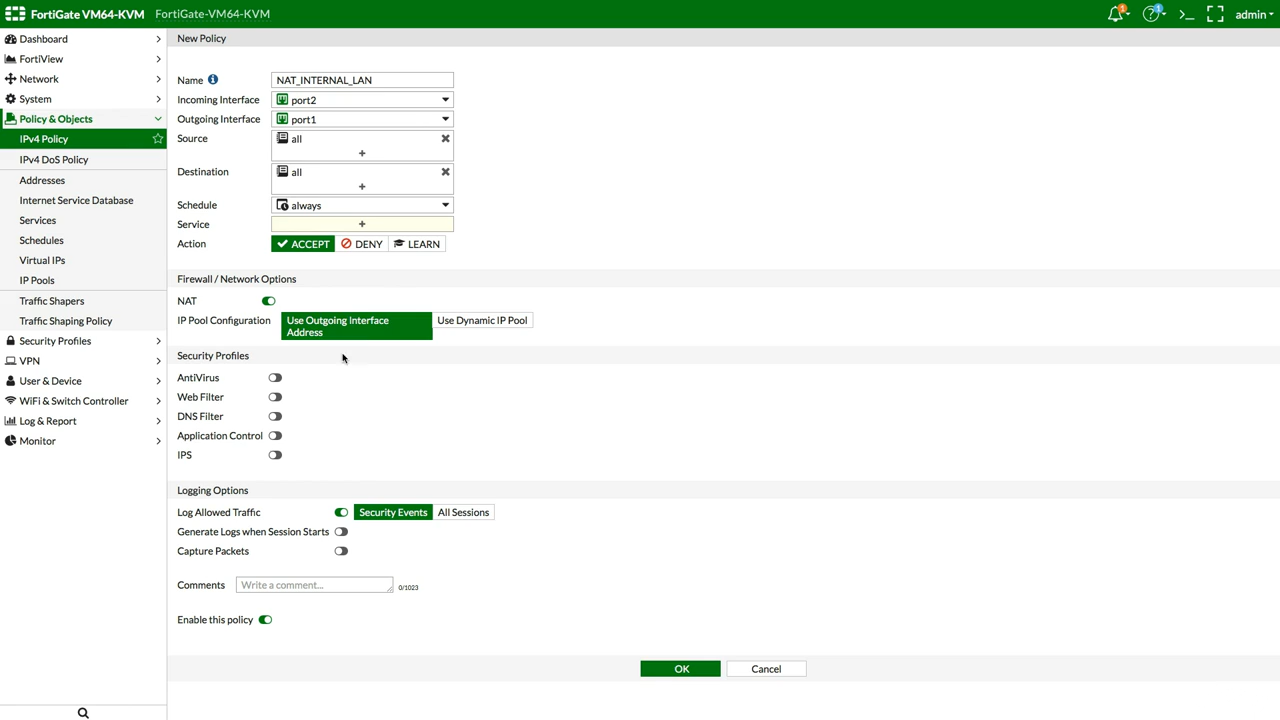 FortiGate VM64-KVM FortiGate-VM64-KVM 1 1 admin
Dashboard
FortiView
Network
System
Policy & Objects
IPv4 Policy
IPv4 DoS Policy
Addresses
Internet Service Database
Services
Schedules
Virtual IPs
IP Pools
Traffic Shapers
Traffic Shaping Policy
Security Profiles
VPN
User & Device
WiFi & Switch Controller
Log & Report
Monitor
New Policy
Name NAT_INTERNAL_LAN
Incoming Interface port2
Outgoing Interface port1
Source all
+
Destination all
+
Schedule always
Service +
Action ACCEPT DENY LEARN
Firewall / Network Options
NAT
IP Pool Configuration Use Outgoing Interface Address Use Dynamic IP Pool
Security Profiles
AntiVirus
Web Filter
DNS Filter
Application Control
IPS
Logging Options
Log Allowed Traffic Security Events All Sessions
Generate Logs when Session Starts
Capture Packets
Comments Write a comment... 0/1023
Enable this policy
OK Cancel